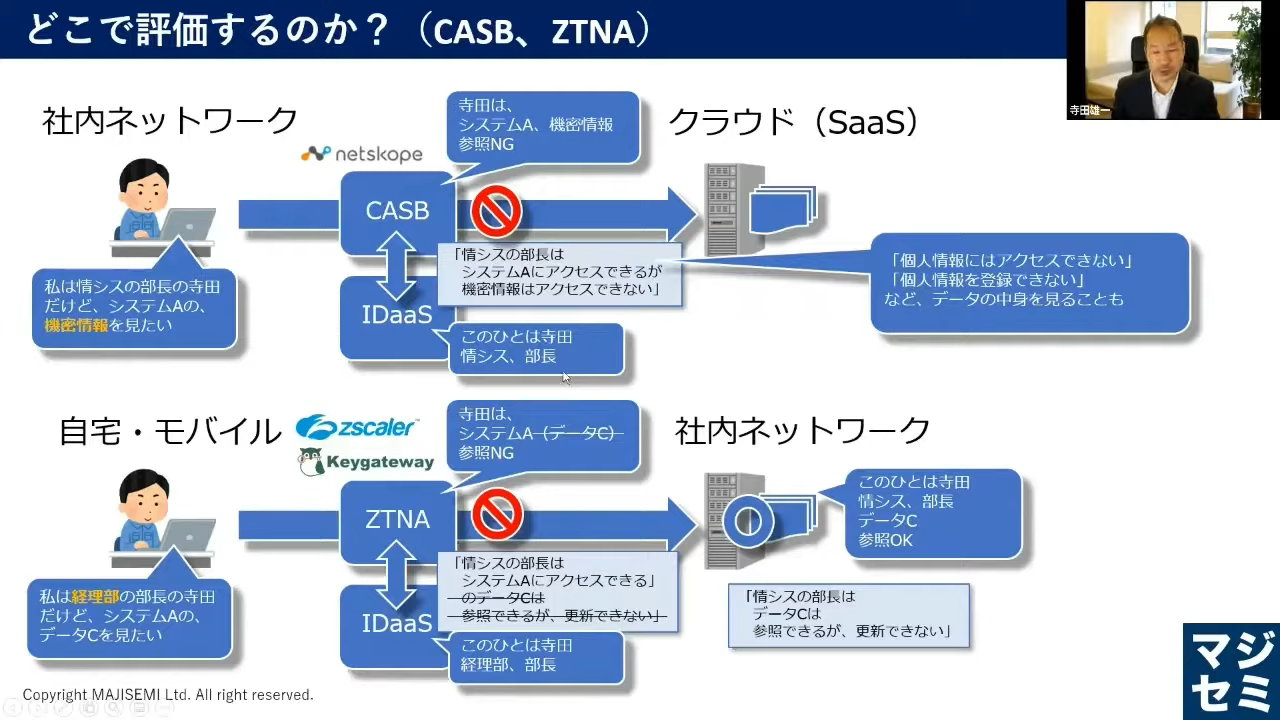 どこで評価するのか？（CASB、ZTNA）
寺田雄一
社内ネットワーク
netskope
寺田は、
システムA、機密情報
参照NG
クラウド（SaaS）
CASB
「情シスの部長は
システムAにアクセスできるが
機密情報はアクセスできない」
「個人情報にはアクセスできない」
「個人情報を登録できない」
など、データの中身を見ることも
私は情シスの部長の寺田
だけど、システムAの、
機密情報を見たい
IDaaS
このひとは寺田
情シス、部長
自宅・モバイル
zscaler
Keygateway
寺田は、
システムA（データC）
参照NG
社内ネットワーク
ZTNA
このひとは寺田
情シス、部長
データC
参照OK
「情シスの部長は
システムAにアクセスできる」
のデータCは
参照できるが、更新できない」
私は経理部の部長の寺田
だけど、システムAの、
データCを見たい
IDaaS
このひとは寺田
経理部、部長
「情シスの部長は
データCは
参照できるが、更新できない」
マジ
セミ
Copyright MAJISEMI Ltd. All right reserved.